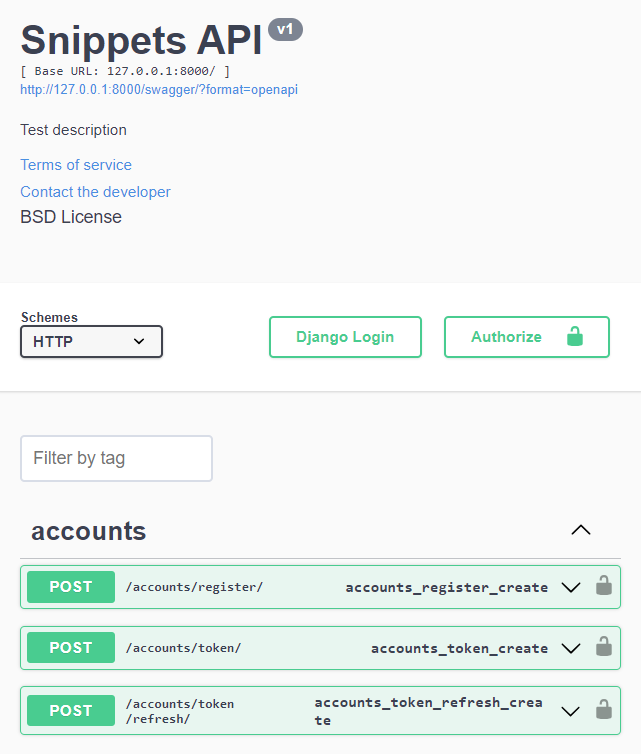 Snippets API v1
[ Base URL: 127.0.0.1:8000/ ]
http://127.0.0.1:8000/swagger/?format=openapi
Test description
Terms of service
Contact the developer
BSD License
Schemes
HTTP
Django Login
Authorize
Filter by tag
accounts
POST /accounts/register/ accounts_register_create
POST /accounts/token/ accounts_token_create
POST /accounts/token
/refresh/ accounts_token_refresh_crea
te